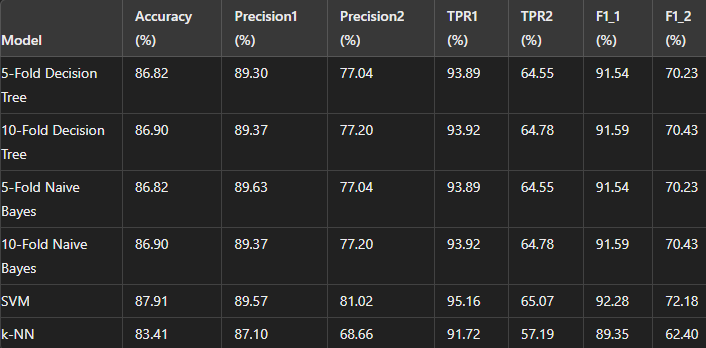 Model Accuracy (%) Precision1 (%) Precision2 (%) TPR1 (%) TPR2 (%) F1_1 (%) F1_2 (%)
5-Fold Decision Tree 86.82 89.30 77.04 93.89 64.55 91.54 70.23
10-Fold Decision Tree 86.90 89.37 77.20 93.92 64.78 91.59 70.43
5-Fold Naive Bayes 86.82 89.63 77.04 93.89 64.55 91.54 70.23
10-Fold Naive Bayes 86.90 89.37 77.20 93.92 64.78 91.59 70.43
SVM 87.91 89.57 81.02 95.16 65.07 92.28 72.18
k-NN 83.41 87.10 68.66 91.72 57.19 89.35 62.40